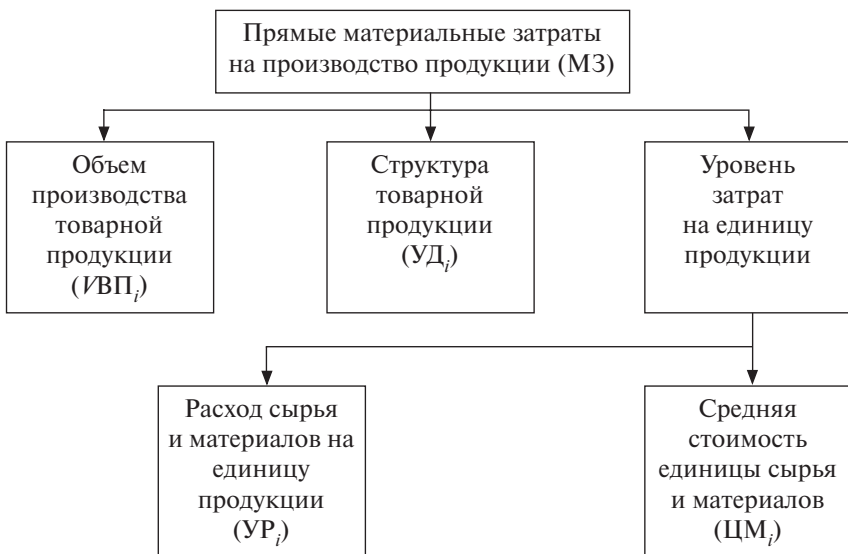 Прямые материальные затраты
на производство продукции (МЗ)
Объем
производства
товарной
продукции
(VВП_i)
Структура
товарной
продукции
(УД_i)
Уровень
затрат
на единицу
продукции
Расход сырья
и материалов на
единицу
продукции
(УР_i)
Средняя
стоимость
единицы сырья
и материалов
(ЦМ_i)